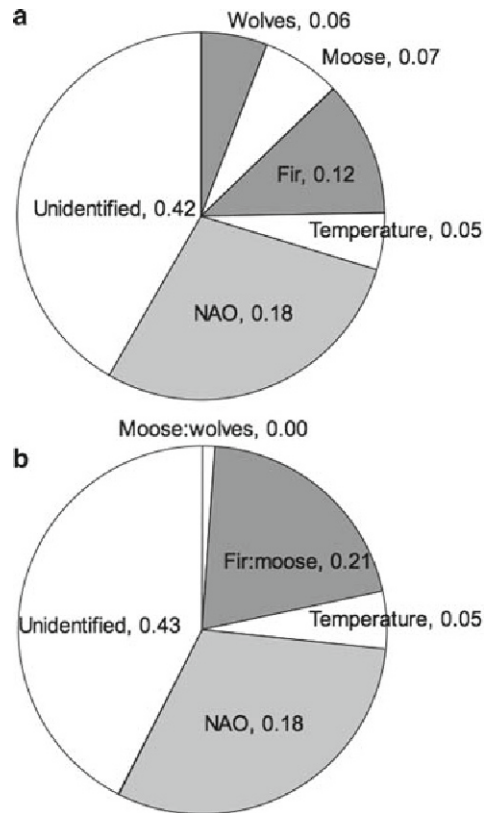 a
Wolves, 0.06
Moose, 0.07
Fir, 0.12
Unidentified, 0.42
Temperature, 0.05
NAO, 0.18
Moose:wolves, 0.00
b
Fir:moose, 0.21
Unidentified, 0.43
Temperature, 0.05
NAO, 0.18